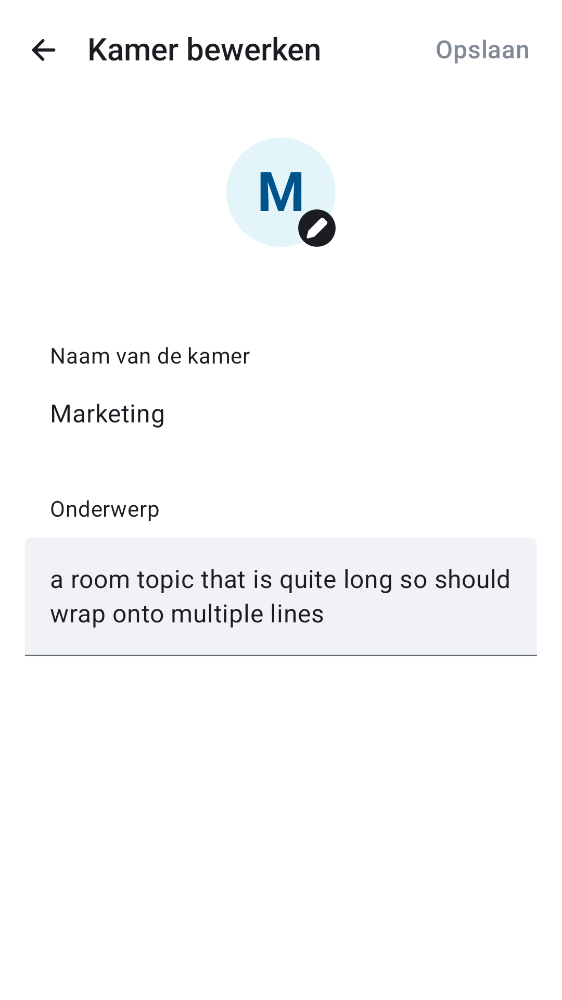 Kamer bewerken
Opslaan
M
Naam van de kamer
Marketing
Onderwerp
a room topic that is quite long so should
wrap onto multiple lines